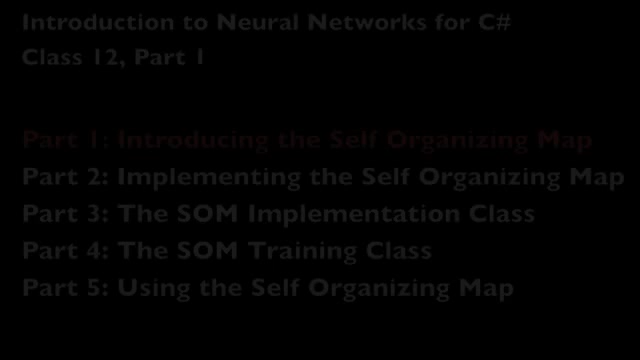 Introduction to Neural Networks for C#
Class 12, Part 1
Part 1: Introducing the Self Organizing Map
Part 2: Implementing the Self Organizing Map
Part 3: The SOM Implementation Class
Part 4: The SOM Training Class
Part 5: Using the Self Organizing Map